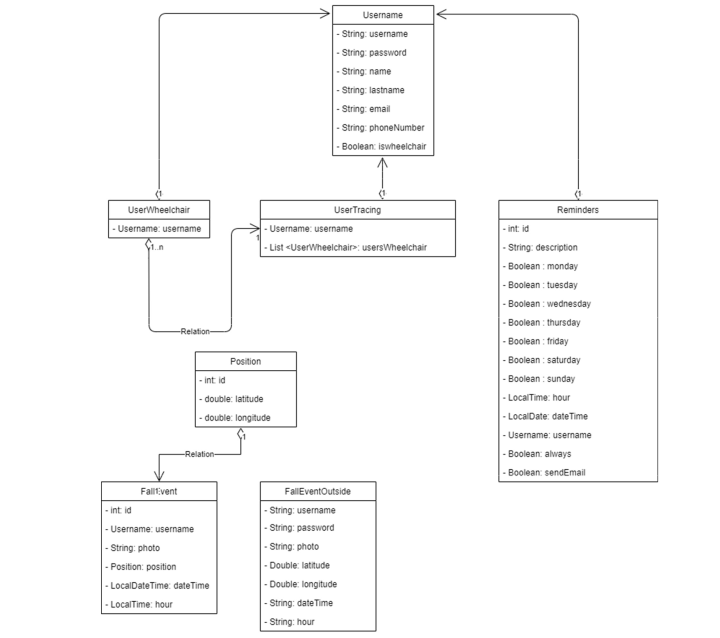 Username
- String: username
- String: password
- String: name
- String: lastname
- String: email
- String: phoneNumber
- Boolean: iswheelchair
1
1
1
UserWheelchair
- Username: username
1..n
UserTracing
- Username: username
- List <UserWheelchair>: usersWheelchair
1
Relation
Reminders
- int: id
- String: description
- Boolean : monday
- Boolean : tuesday
- Boolean : wednesday
- Boolean : thursday
- Boolean : friday
- Boolean : saturday
- Boolean : sunday
- LocalTime: hour
- LocalDate: dateTime
- Username: username
- Boolean: always
- Boolean: sendEmail
Position
- int: id
- double: latitude
- double: longitude
1
Relation
FallEvent
1
- int: id
- Username: username
- String: photo
- Position: position
- LocalDateTime: dateTime
- LocalTime: hour
FallEventOutside
- String: username
- String: password
- String: photo
- Double: latitude
- Double: longitude
- String: dateTime
- String: hour